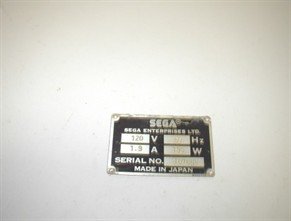 SEGA®
SEGA ENTERPRISES LTD.
120 V Hz
1.9 A W
SERIAL NO.
MADE IN JAPAN